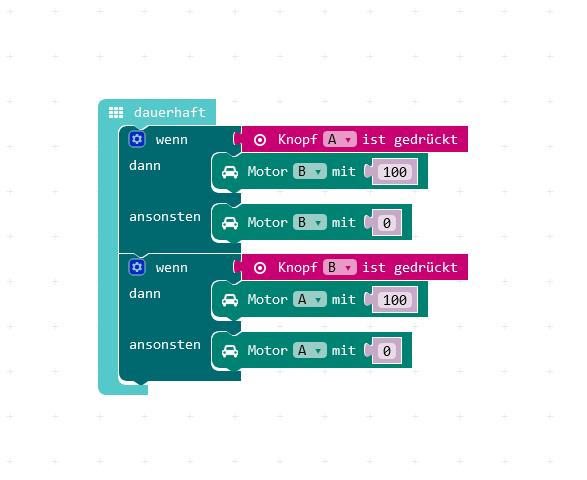 dauerhaft
wenn Knopf A ist gedrückt
dann Motor B mit 100
ansonsten Motor B mit 0
wenn Knopf B ist gedrückt
dann Motor A mit 100
ansonsten Motor A mit 0